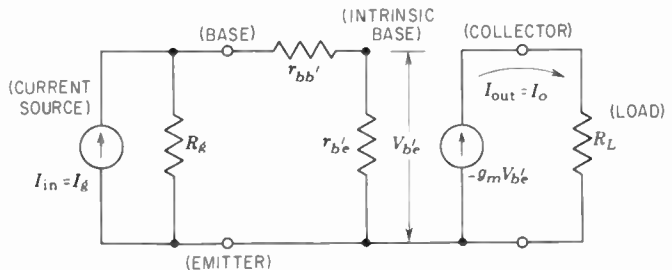 (BASE)
(INTRINSIC
BASE)
(COLLECTOR)
r_bb'
(CURRENT
SOURCE)
I_out = I_o
(LOAD)
R_g
r_b'e
V_b'e
R_L
I_in = I_g
-g_m V_b'e
(EMITTER)